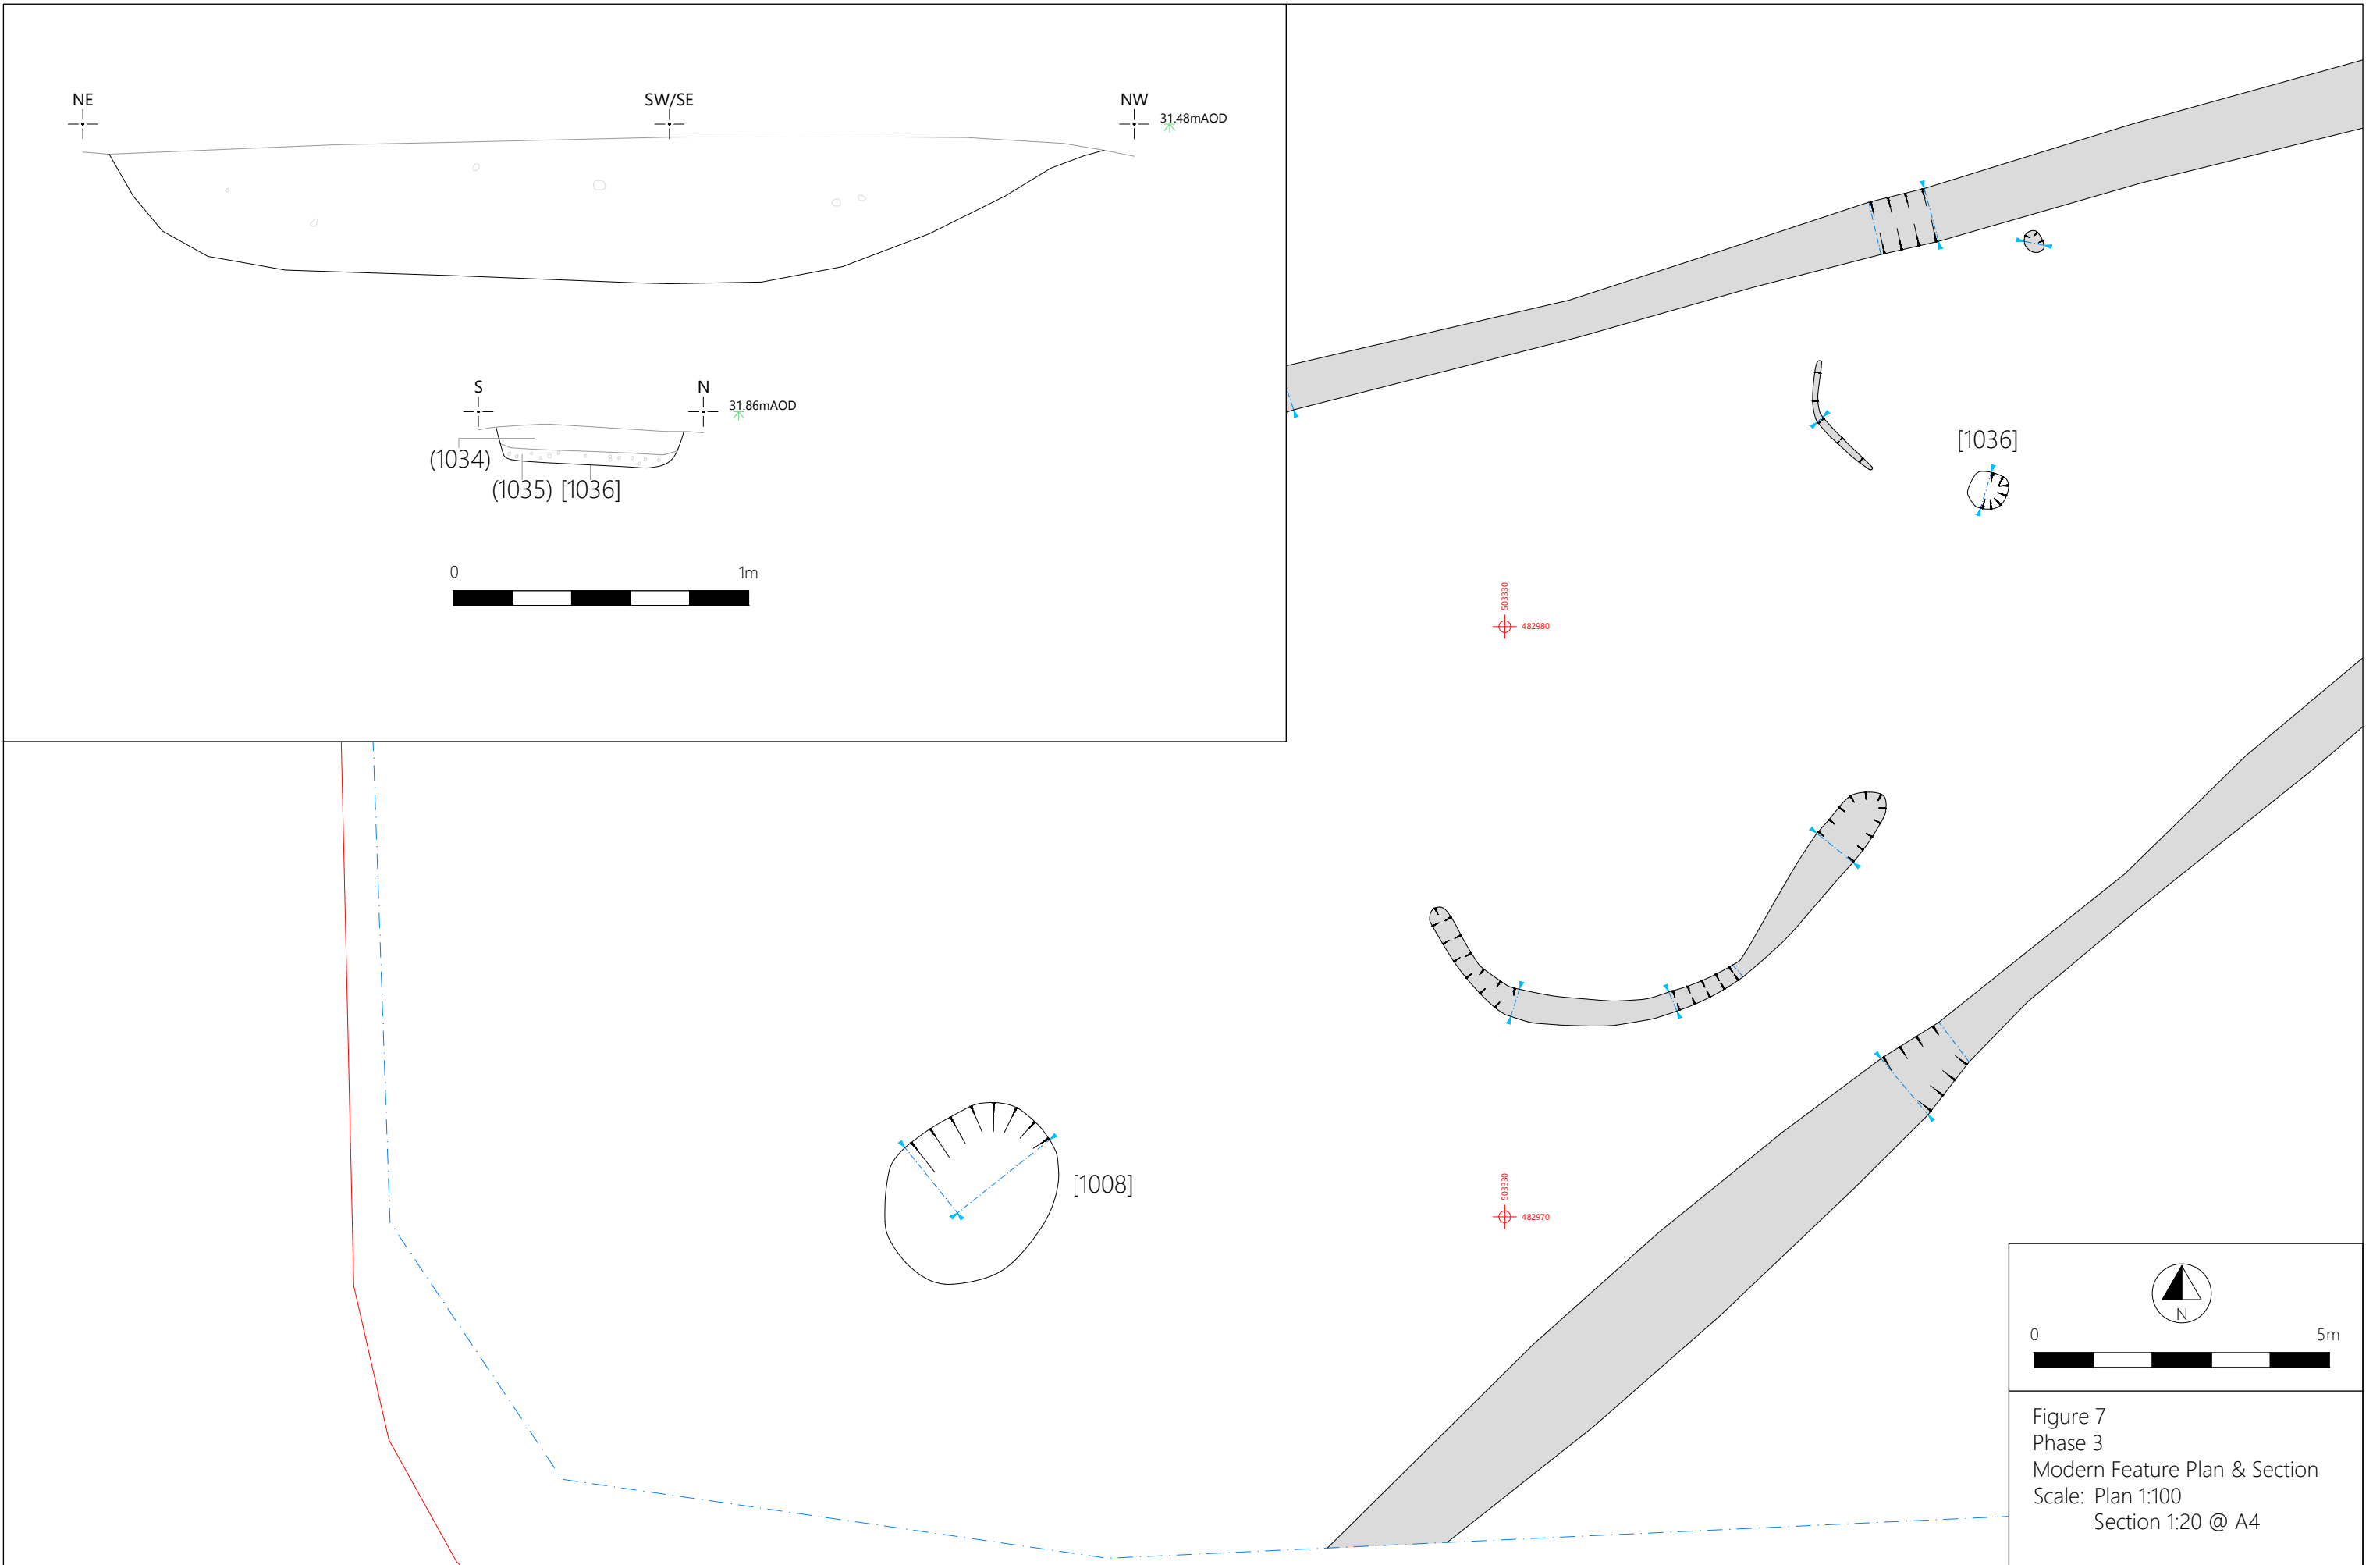 NE
SW/SE
NW
31.48mAOD
S
N
31.86mAOD
(1034)
(1035) [1036]
0
1m
[1036]
503330
482980
[1008]
503330
482970
N
0
5m
Figure 7
Phase 3
Modern Feature Plan & Section
Scale: Plan 1:100
Section 1:20 @ A4